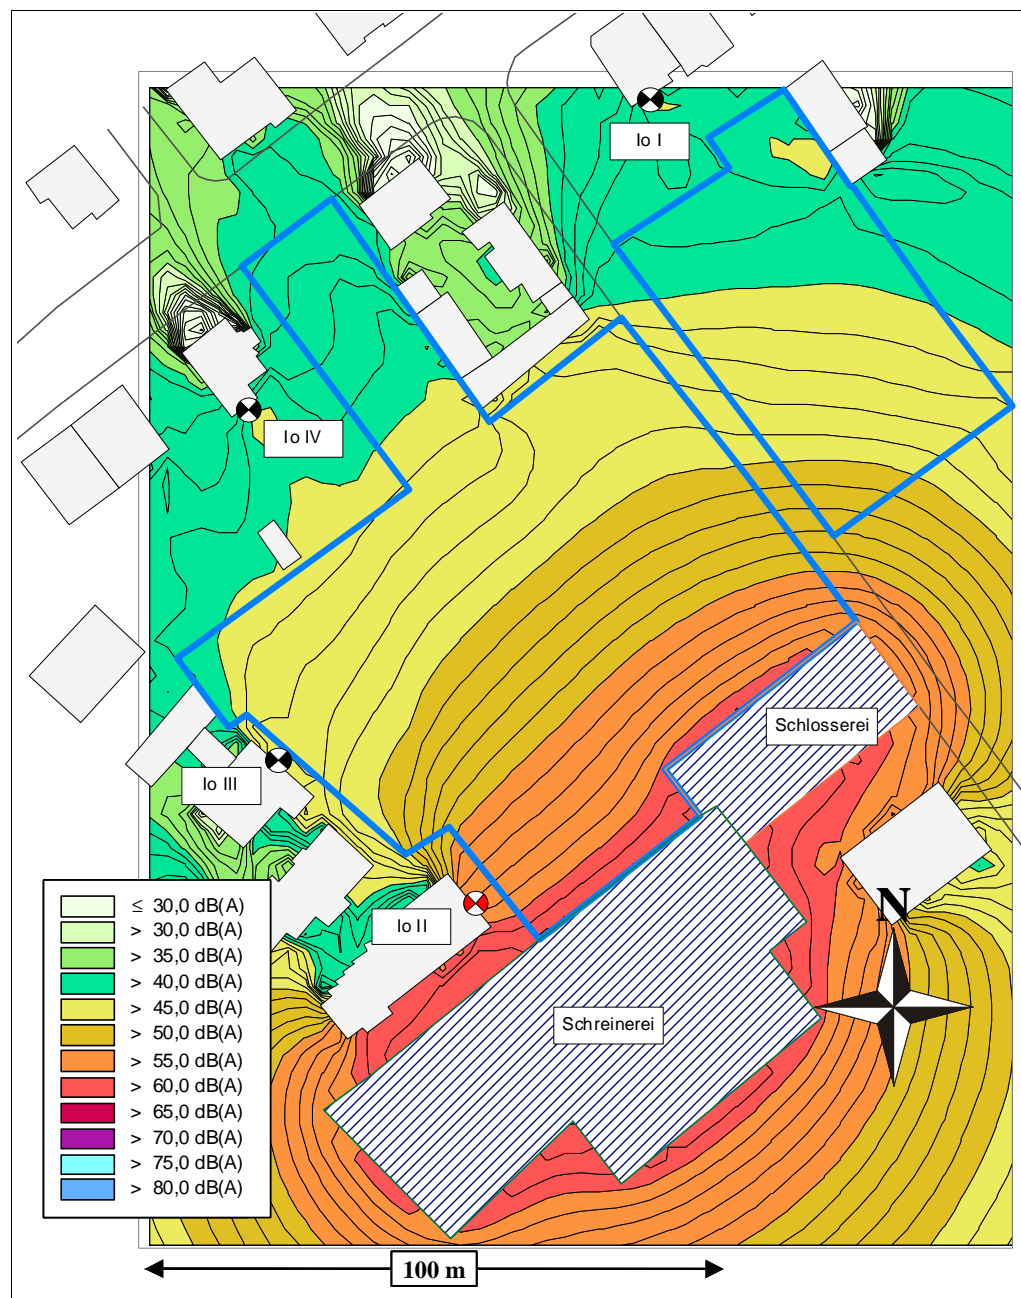 Io I
Io IV
Schlosserei
Io III
Io II
N
Schreinerei
≤ 30,0 dB(A)
> 30,0 dB(A)
> 35,0 dB(A)
> 40,0 dB(A)
> 45,0 dB(A)
> 50,0 dB(A)
> 55,0 dB(A)
> 60,0 dB(A)
> 65,0 dB(A)
> 70,0 dB(A)
> 75,0 dB(A)
> 80,0 dB(A)
100 m